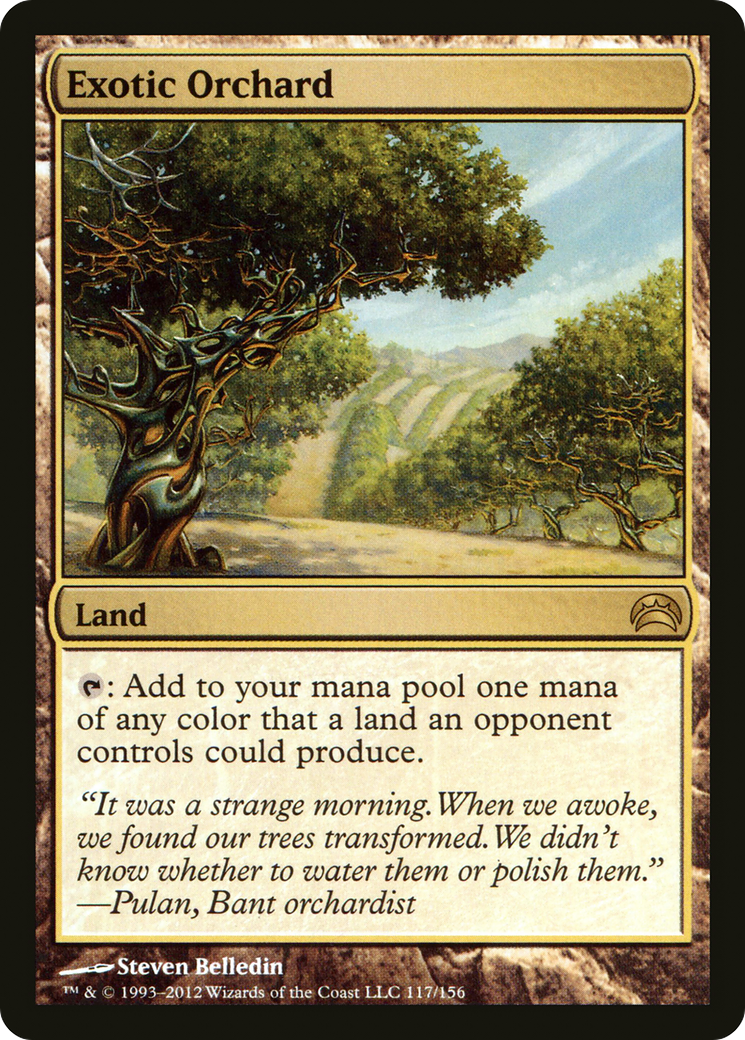 Exotic Orchard
Land
: Add to your mana pool one mana
of any color that a land an opponent
controls could produce.
“It was a strange morning. When we awoke,
we found our trees transformed. We didn’t
know whether to water them or polish them.”
—Pulan, Bant orchardist
Steven Belledin
™ & © 1993–2012 Wizards of the Coast LLC 117/156